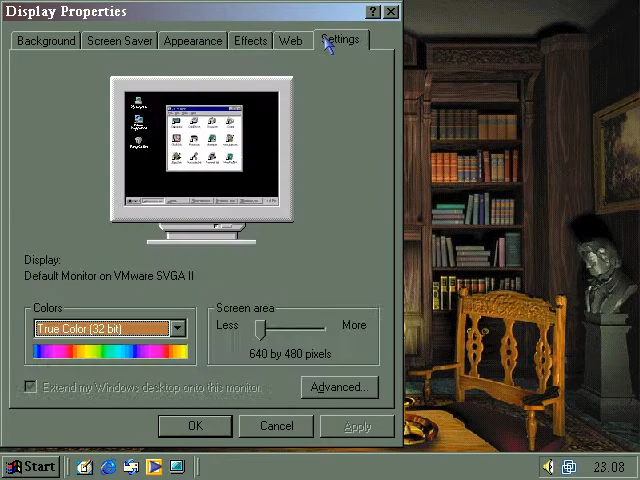 Display Properties
Background
Screen Saver
Appearance
Effects
Web
Settings
Display:
Default Monitor on VMware SVGA II
Colors
True Color (32 bit)
Screen area
Less
More
640 by 480 pixels
Extend my Windows desktop onto this monitor.
Advanced...
OK
Cancel
Apply
Start
23.08